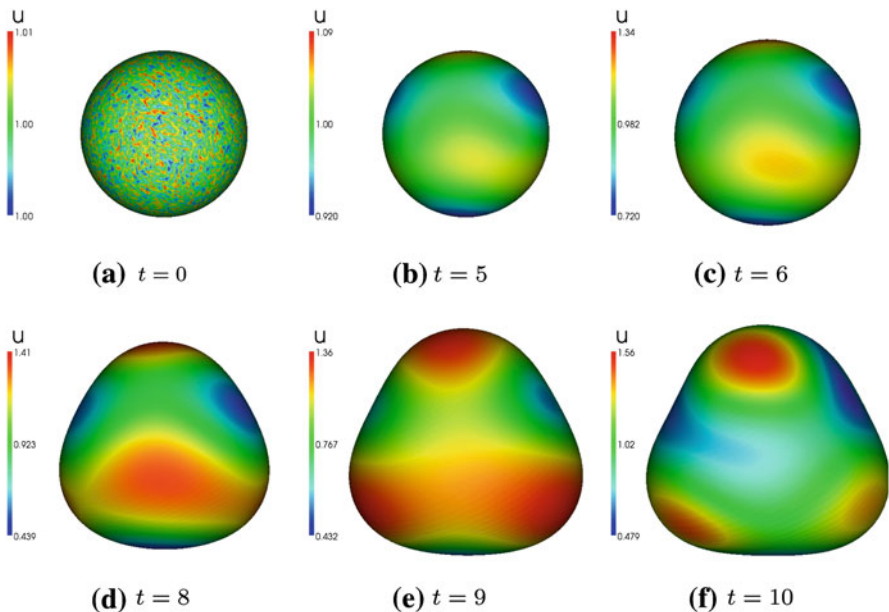 u
1.01
1.00
1.00
(a) t = 0
u
1.09
1.00
0.920
(b) t = 5
u
1.34
0.982
0.720
(c) t = 6
u
1.41
0.923
0.439
(d) t = 8
u
1.36
0.767
0.432
(e) t = 9
u
1.56
1.02
0.479
(f) t = 10